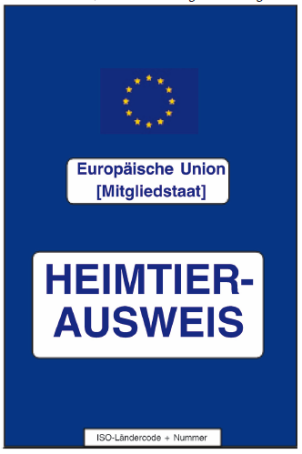 Europäische Union
[Mitgliedstaat]
HEIMTIER-
AUSWEIS
ISO-Ländercode + Nummer